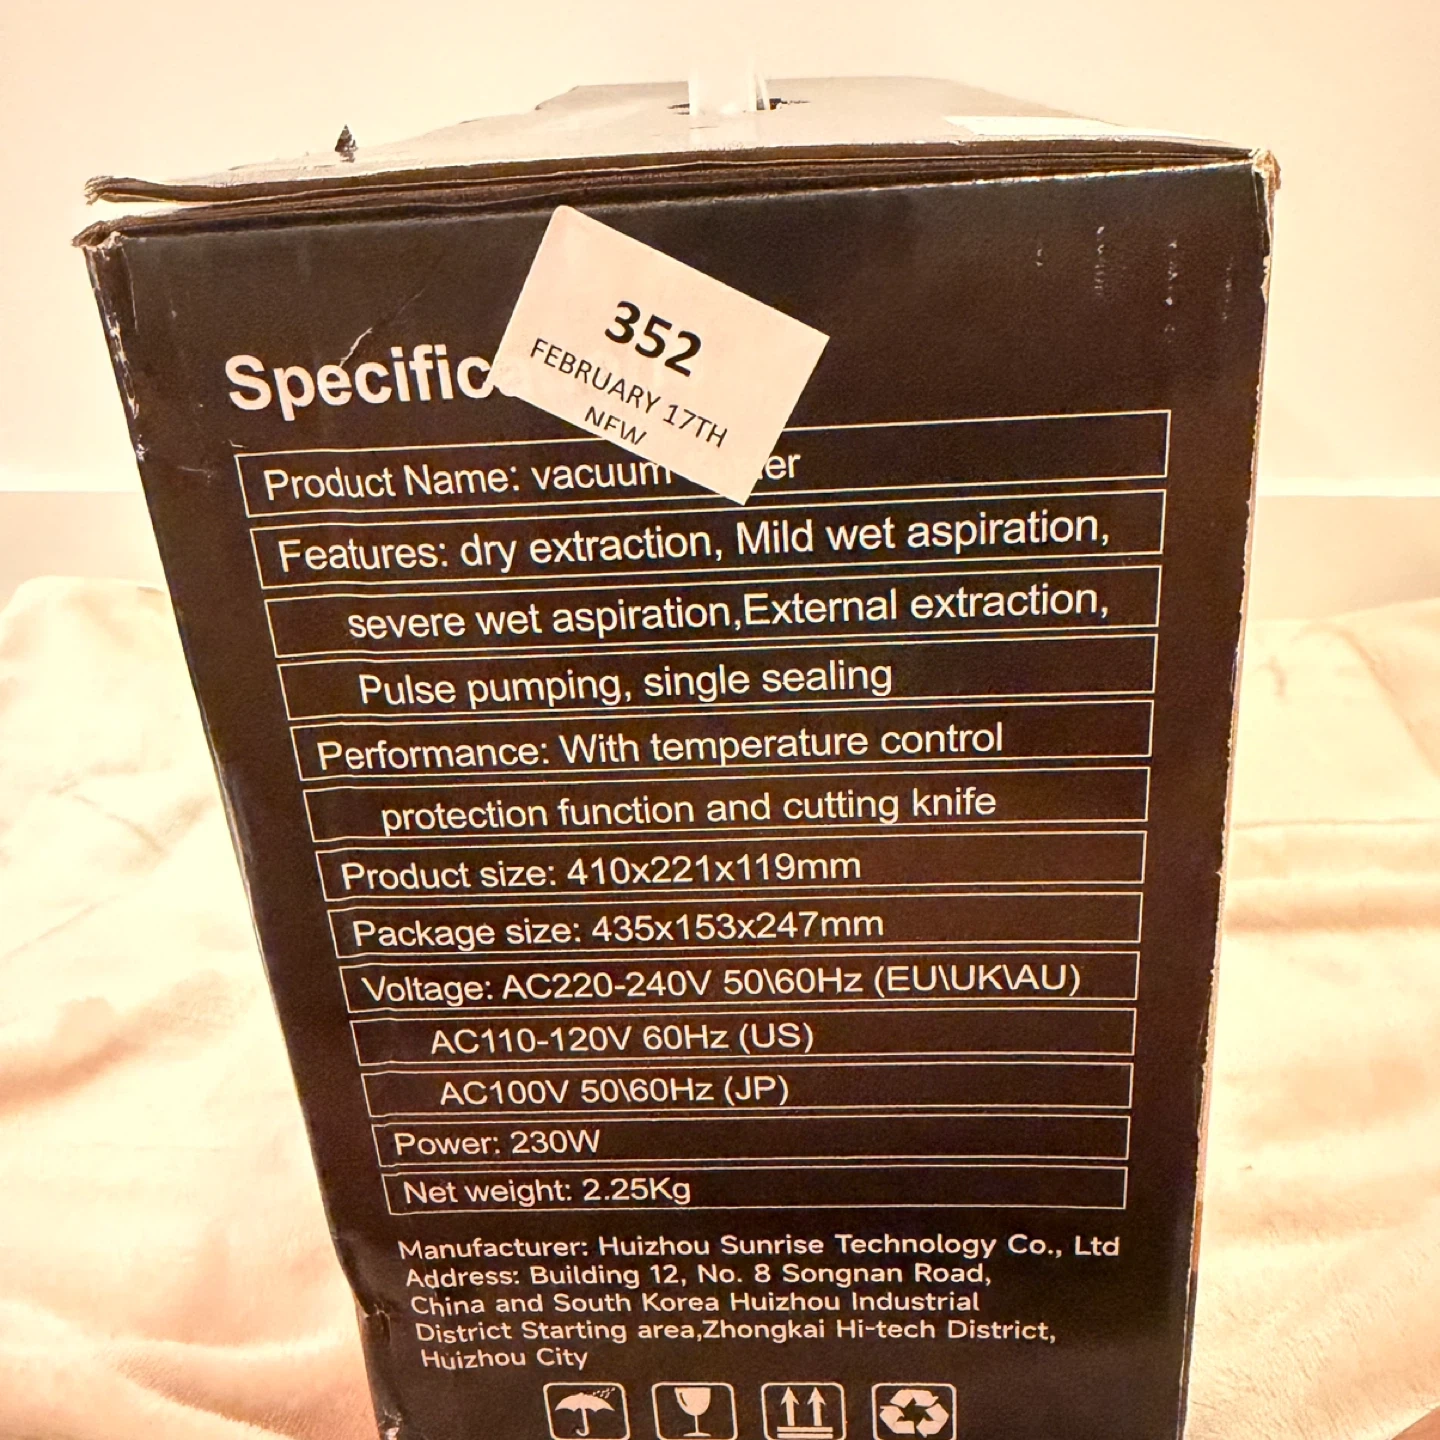 352
FEBRUARY 17TH
NEW
Product Name: vacuum
Features: dry extraction, Mild wet aspiration,
severe wet aspiration,External extraction,
Pulse pumping, single sealing
Performance: With temperature control
protection function and cutting knife
Product size: 410x221x119mm
Package size: 435x153x247mm
Voltage: AC220-240V 50\60Hz (EU\UK\AU)
AC110-120V 60Hz (US)
AC100V 50\60Hz (JP)
Power: 230W
Net weight: 2.25Kg
Manufacturer: Huizhou Sunrise Technology Co., Ltd
Address: Building 12, No. 8 Songnan Road,
China and South Korea Huizhou Industrial
District Starting area,Zhongkai Hi-tech District,
Huizhou City